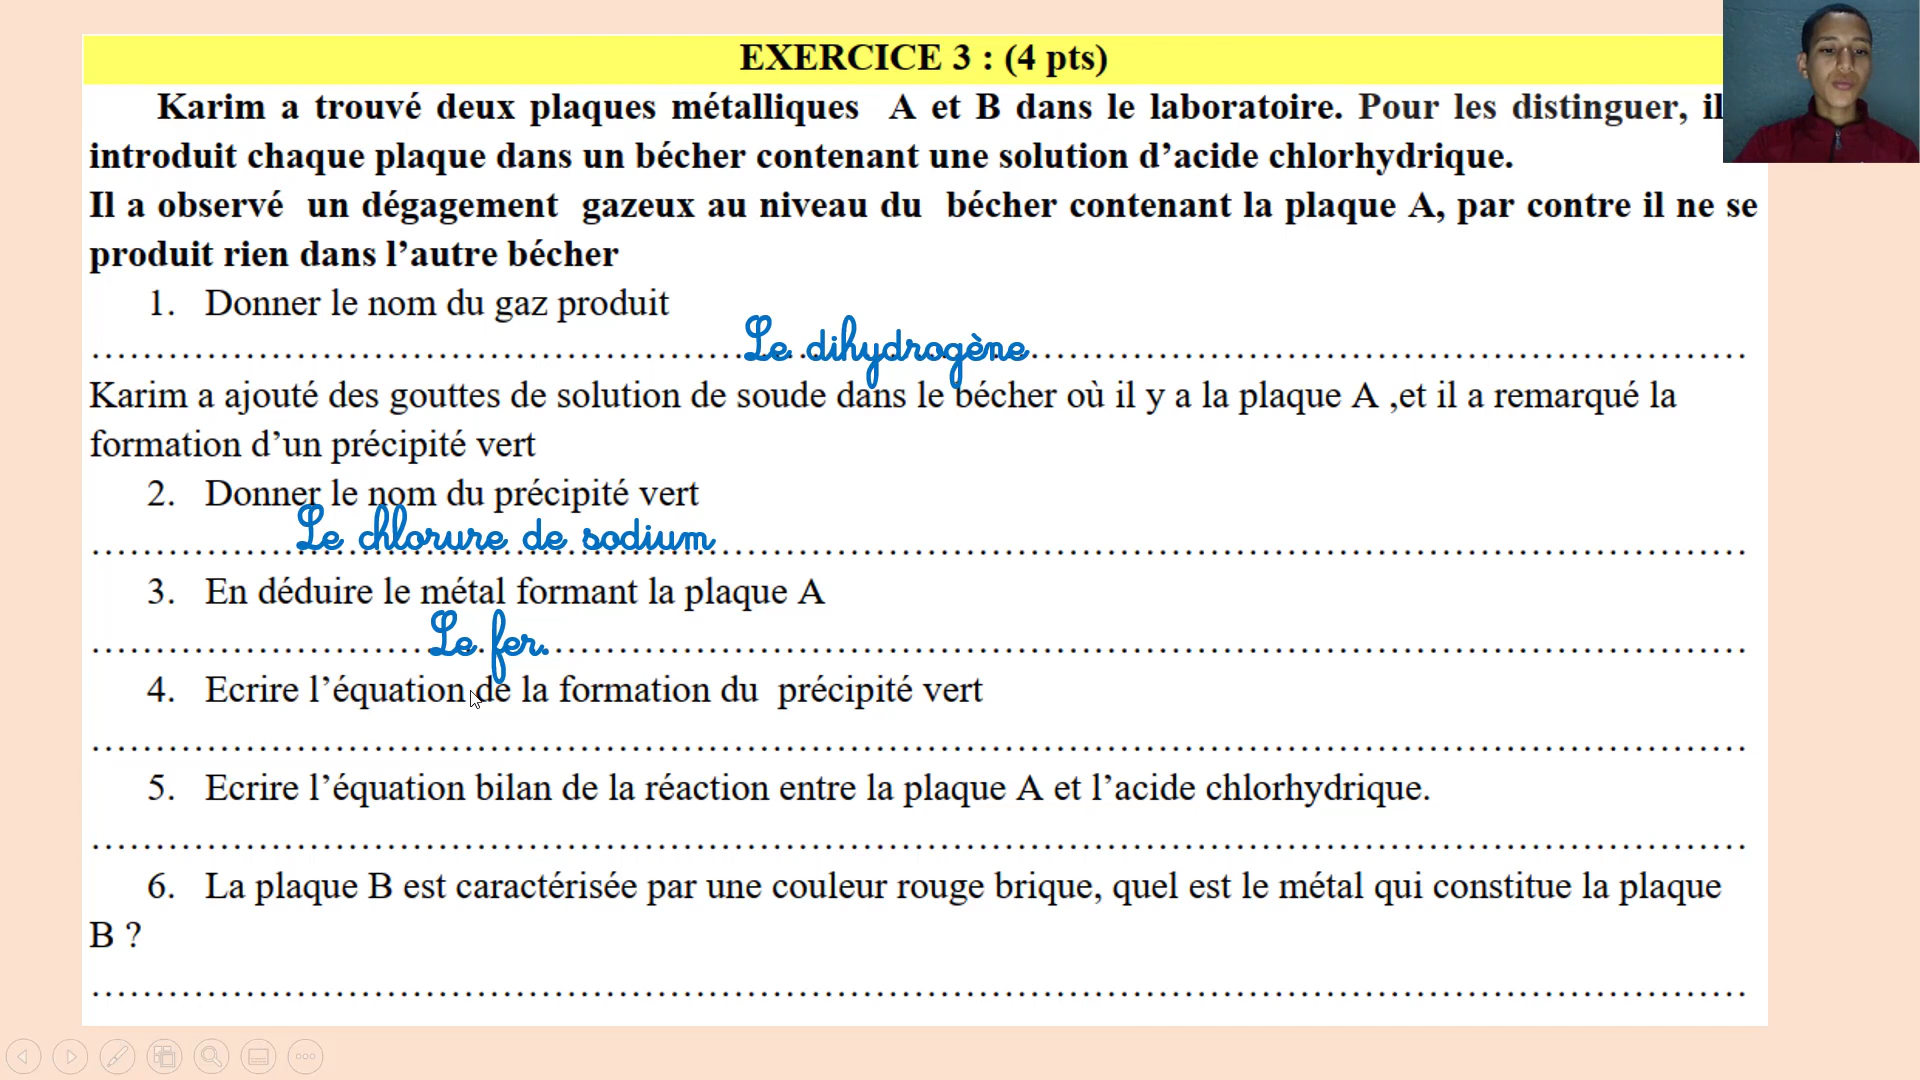 EXERCICE 3 : (4 pts)
Karim a trouvé deux plaques métalliques A et B dans le laboratoire. Pour les distinguer, il
introduit chaque plaque dans un bécher contenant une solution d’acide chlorhydrique.
Il a observé un dégagement gazeux au niveau du bécher contenant la plaque A, par contre il ne se
produit rien dans l’autre bécher
1. Donner le nom du gaz produit
Le dihydrogène
Karim a ajouté des gouttes de solution de soude dans le bécher où il y a la plaque A ,et il a remarqué la
formation d’un précipité vert
2. Donner le nom du précipité vert
Le chlorure de sodium
3. En déduire le métal formant la plaque A
Le fer.
4. Ecrire l’équation de la formation du précipité vert
5. Ecrire l’équation bilan de la réaction entre la plaque A et l’acide chlorhydrique.
6. La plaque B est caractérisée par une couleur rouge brique, quel est le métal qui constitue la plaque
B ?